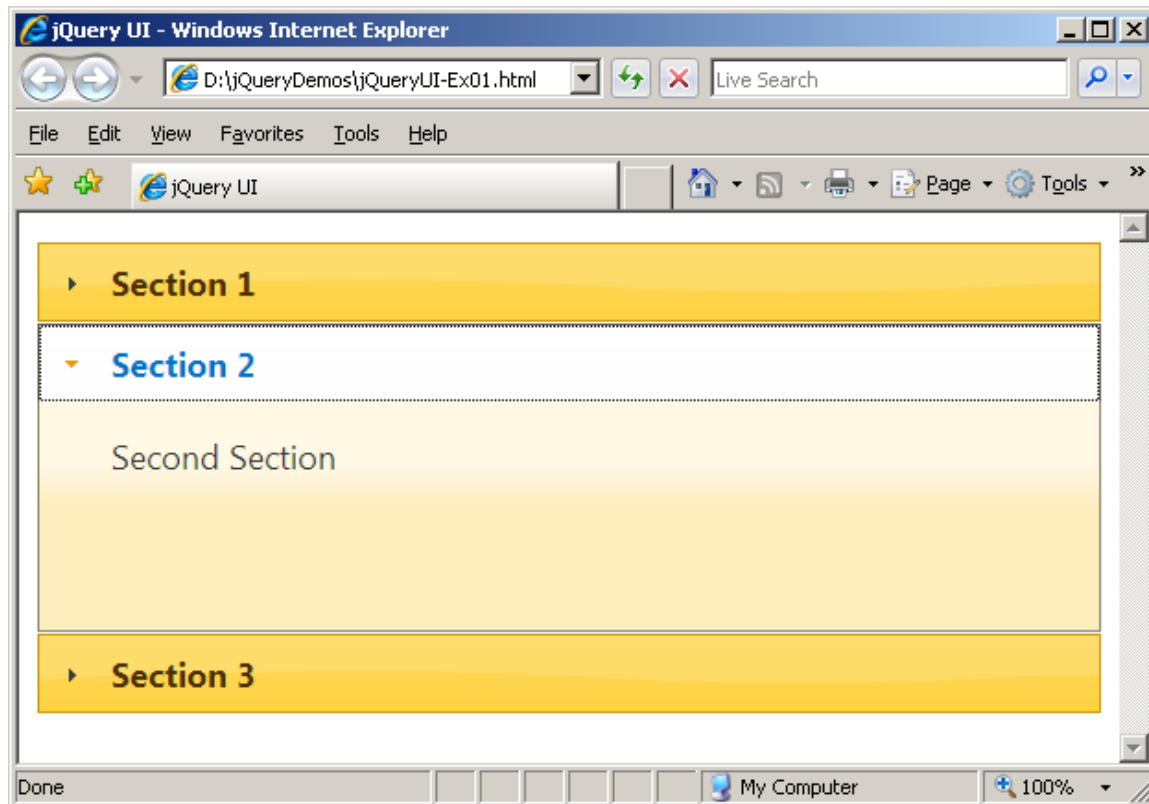 jQuery UI - Windows Internet Explorer
D:\jQueryDemos\jQueryUI-Ex01.html Live Search
File Edit View Favorites Tools Help
jQuery UI Page Tools »
Section 1
Section 2
Second Section
Section 3
Done My Computer 100%